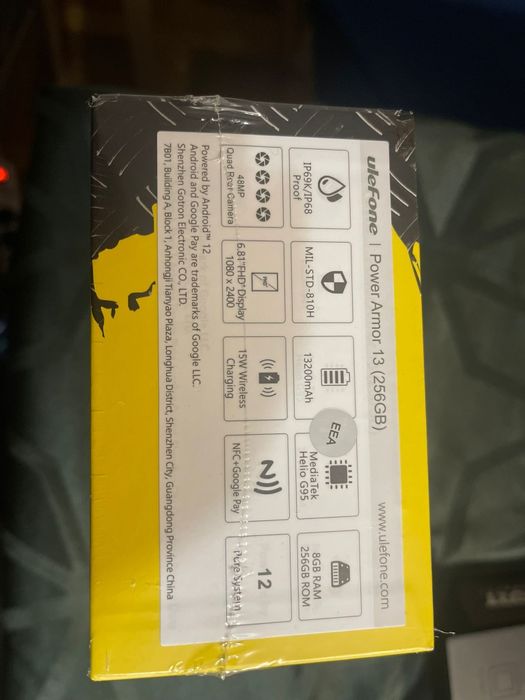 ulefone | Power Armor 13 (256GB)
www.ulefone.com
IP69K/IP68
Proof
MIL-STD-810H
13200mAh
EEA
MediaTek
Helio G95
8GB RAM
256GB ROM
48MP
Quad Rear Camera
6.81"FHD⁺ Display
1080 x 2400
15W Wireless
Charging
NFC+Google Pay
12
Pure System
Powered by Android™ 12
Android and Google Pay are trademarks of Google LLC.
Shenzhen Gotron Electronic CO., LTD.
7B01, Building A, Block 1, Anhongji Tianyao Plaza, Longhua District, Shenzhen City, Guangdong Province China